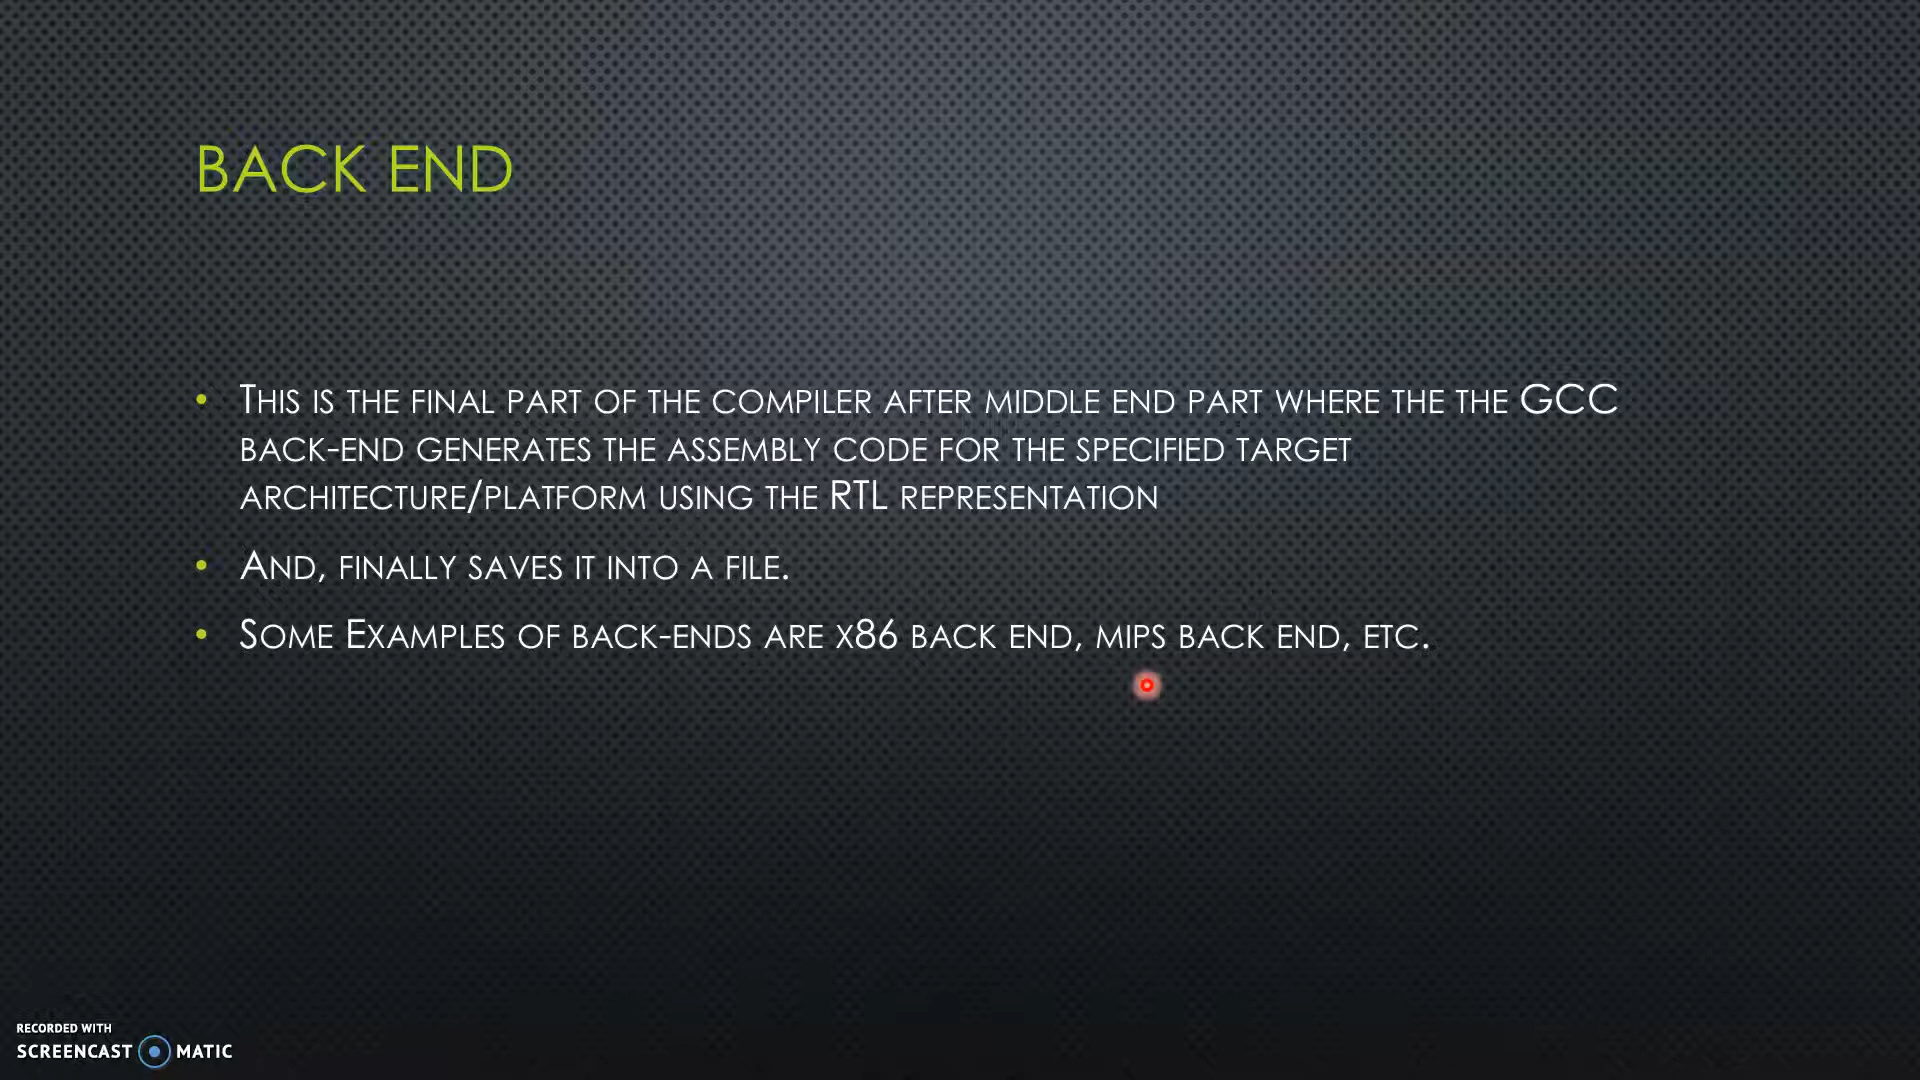 BACK END
This is the final part of the compiler after middle end part where the the GCC
back-end generates the assembly code for the specified target
architecture/platform using the RTL representation
And, finally saves it into a file.
Some Examples of back-ends are x86 back end, mips back end, etc.
RECORDED WITH
SCREENCAST MATIC